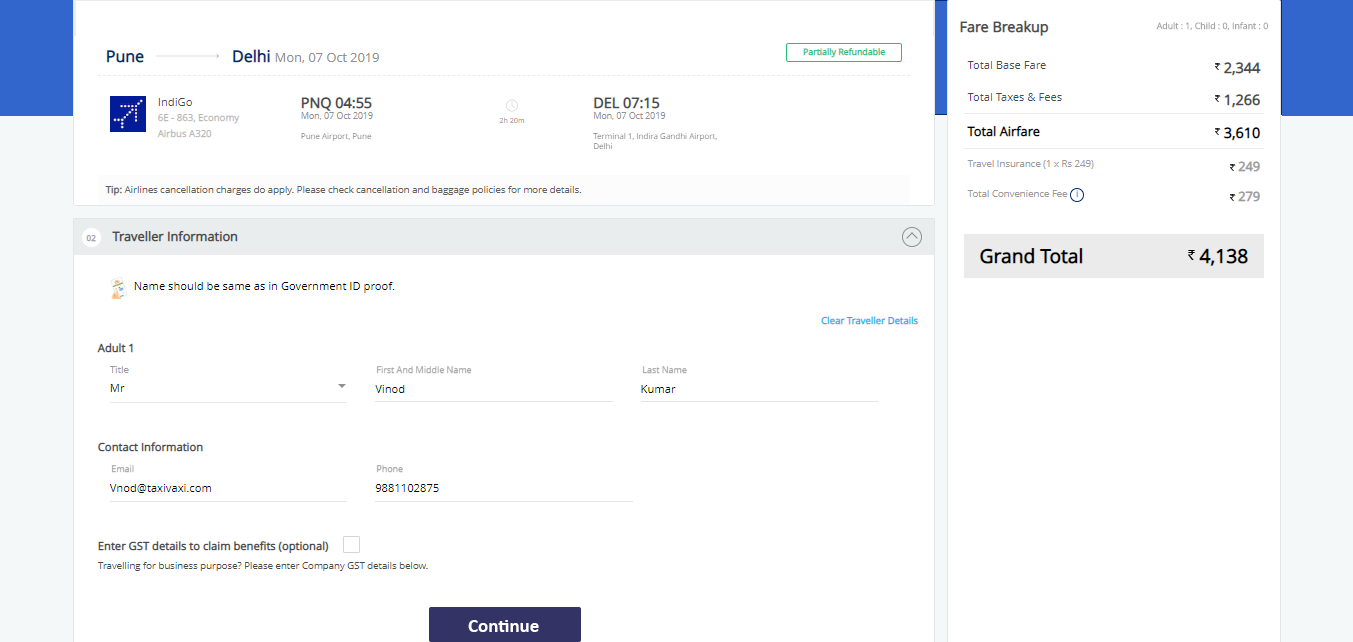 Pune Delhi Mon, 07 Oct 2019
Partially Refundable
IndiGo
6E - 863, Economy
Airbus A320
PNQ 04:55
Mon, 07 Oct 2019
Pune Airport, Pune
2h 20m
DEL 07:15
Mon, 07 Oct 2019
Terminal 1, Indira Gandhi Airport,
Delhi
Tip: Airlines cancellation charges do apply. Please check cancellation and baggage policies for more details.
02 Traveller Information
Name should be same as in Government ID proof.
Clear Traveller Details
Adult 1
Title
Mr
First And Middle Name
Vinod
Last Name
Kumar
Contact Information
Email
Vnod@taxivaxi.com
Phone
9881102875
Enter GST details to claim benefits (optional)
Travelling for business purpose? Please enter Company GST details below.
Continue
Fare Breakup
Adult : 1, Child : 0, Infant : 0
Total Base Fare ₹ 2,344
Total Taxes & Fees ₹ 1,266
Total Airfare ₹ 3,610
Travel Insurance (1 x Rs 249) ₹ 249
Total Convenience Fee ₹ 279
Grand Total ₹ 4,138